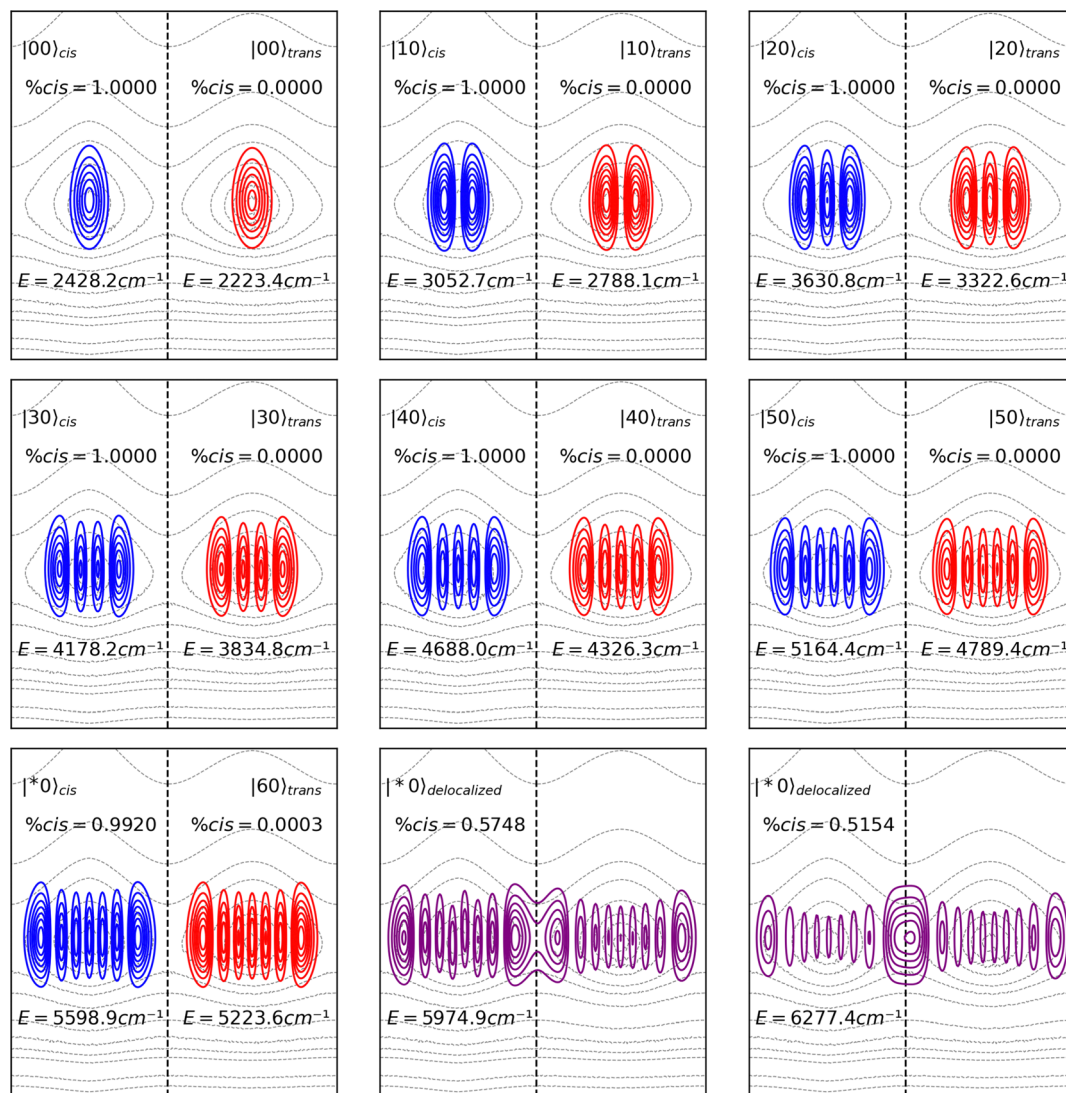 |00⟩cis |00⟩trans
%cis = 1.0000 %cis = 0.0000
E = 2428.2cm⁻¹ E = 2223.4cm⁻¹
|10⟩cis |10⟩trans
%cis = 1.0000 %cis = 0.0000
E = 3052.7cm⁻¹ E = 2788.1cm⁻¹
|20⟩cis |20⟩trans
%cis = 1.0000 %cis = 0.0000
E = 3630.8cm⁻¹ E = 3322.6cm⁻¹
|30⟩cis |30⟩trans
%cis = 1.0000 %cis = 0.0000
E = 4178.2cm⁻¹ E = 3834.8cm⁻¹
|40⟩cis |40⟩trans
%cis = 1.0000 %cis = 0.0000
E = 4688.0cm⁻¹ E = 4326.3cm⁻¹
|50⟩cis |50⟩trans
%cis = 1.0000 %cis = 0.0000
E = 5164.4cm⁻¹ E = 4789.4cm⁻¹
|*0⟩cis |60⟩trans
%cis = 0.9920 %cis = 0.0003
E = 5598.9cm⁻¹ E = 5223.6cm⁻¹
|*0⟩delocalized
%cis = 0.5748
E = 5974.9cm⁻¹
|*0⟩delocalized
%cis = 0.5154
E = 6277.4cm⁻¹